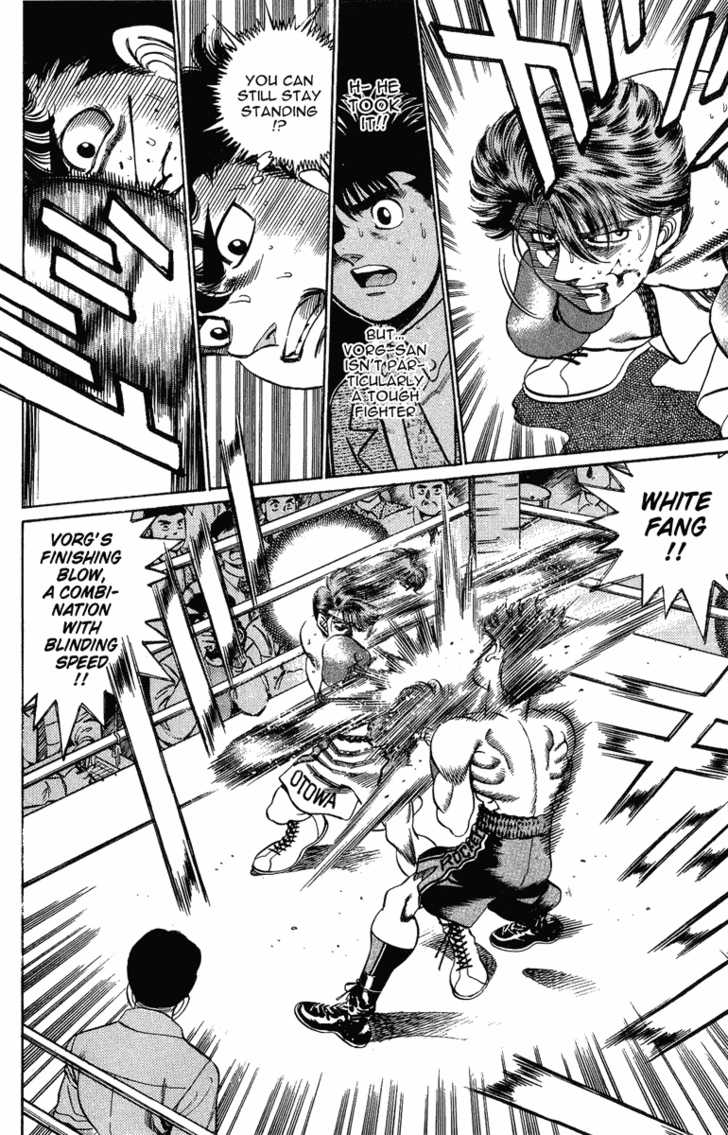 H- HE
TOOK
IT!!
BUT...
VORG-SAN
ISN'T PAR-
TICULARLY
A TOUGH
FIGHTER
YOU CAN
STILL STAY
STANDING
!?
WHITE
FANG
!!
VORG'S
FINISHING
BLOW,
A COMBI-
NATION
WITH
BLINDING
SPEED
!!
OTOWA